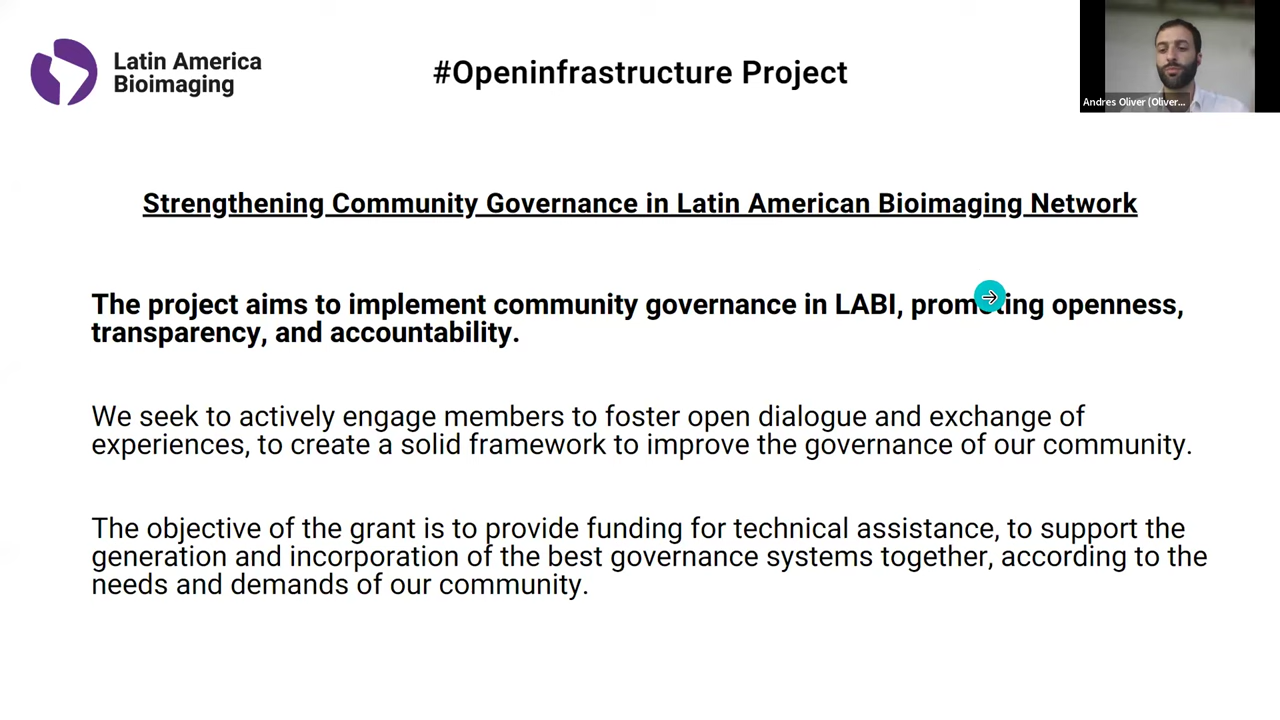 Latin America
Bioimaging
#Openinfrastructure Project
Andres Oliver (Oliver...
Strengthening Community Governance in Latin American Bioimaging Network
The project aims to implement community governance in LABI, promoting openness,
transparency, and accountability.
We seek to actively engage members to foster open dialogue and exchange of
experiences, to create a solid framework to improve the governance of our community.
The objective of the grant is to provide funding for technical assistance, to support the
generation and incorporation of the best governance systems together, according to the
needs and demands of our community.